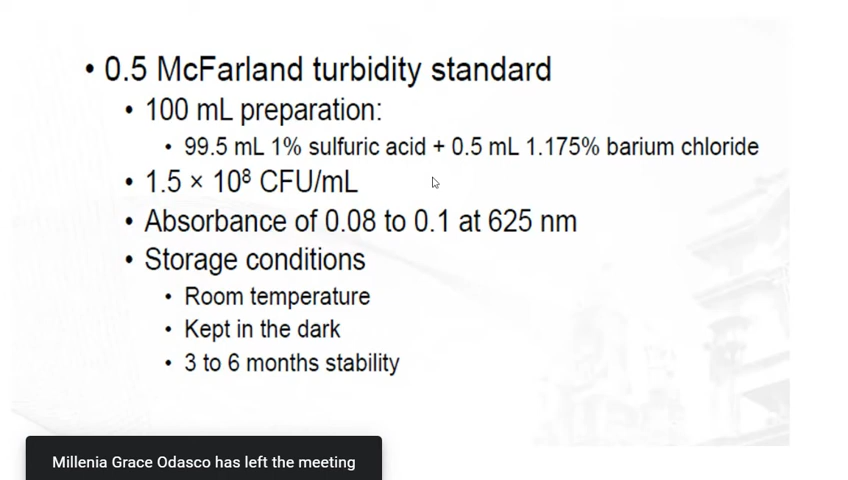 • 0.5 McFarland turbidity standard
• 100 mL preparation:
• 99.5 mL 1% sulfuric acid + 0.5 mL 1.175% barium chloride
• 1.5 × 10⁸ CFU/mL
• Absorbance of 0.08 to 0.1 at 625 nm
• Storage conditions
• Room temperature
• Kept in the dark
• 3 to 6 months stability
Millenia Grace Odasco has left the meeting